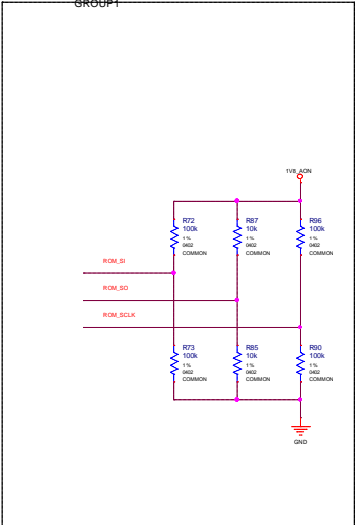 GROUP1
1V8_AON
R72
100k
1%
0402
COMMON
R87
10k
1%
0402
COMMON
R96
100k
1%
0402
COMMON
ROM_SI
ROM_SO
ROM_SCLK
R73
100k
1%
0402
COMMON
R85
10k
1%
0402
COMMON
R90
100k
1%
0402
COMMON
GND